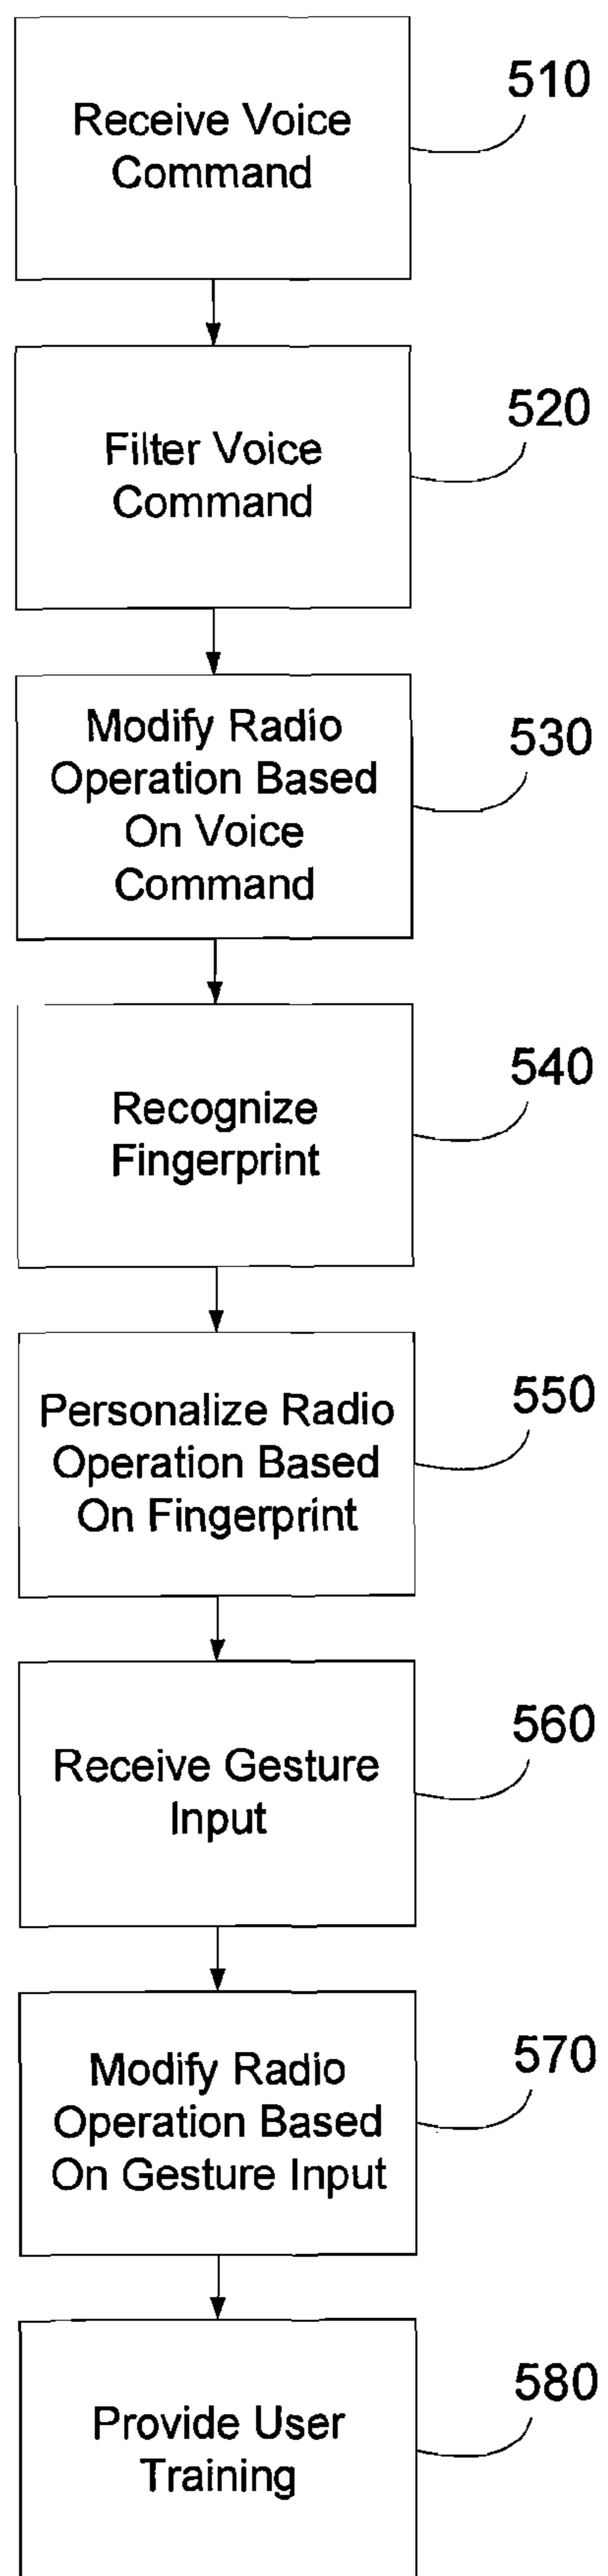 Receive Voice
Command
510
Filter Voice
Command
520
Modify Radio
Operation Based
On Voice
Command
530
Recognize
Fingerprint
540
Personalize Radio
Operation Based
On Fingerprint
550
Receive Gesture
Input
560
Modify Radio
Operation Based
On Gesture Input
570
Provide User
Training
580